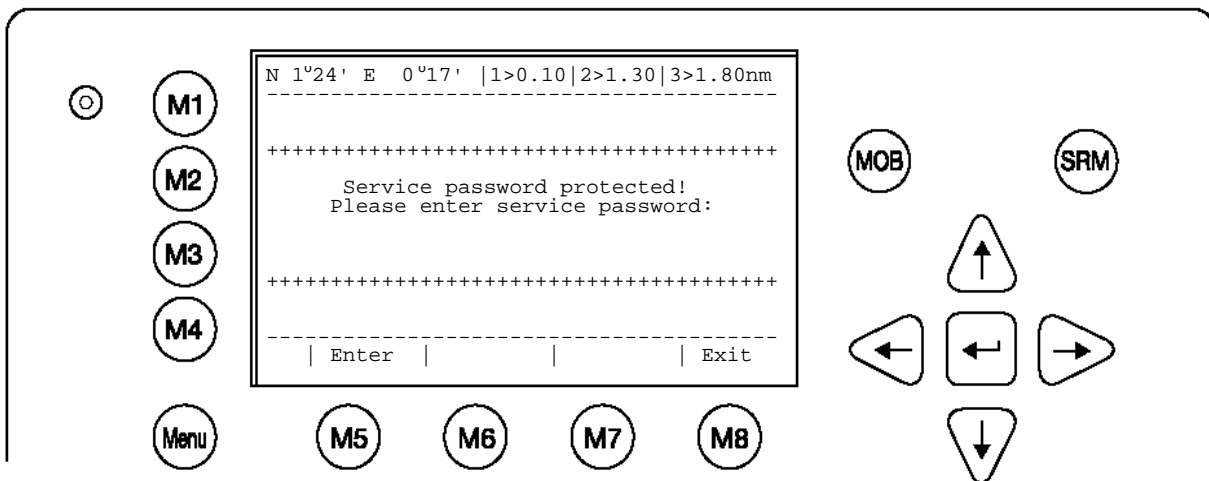 N 1°24' E 0°17' |1>0.10|2>1.30|3>1.80nm
----------------------------------------
++++++++++++++++++++++++++++++++++++++++
Service password protected!
Please enter service password:
++++++++++++++++++++++++++++++++++++++++
----------------------------------------
| Enter | | | Exit
M1
M2
M3
M4
Menu
M5
M6
M7
M8
MOB
SRM